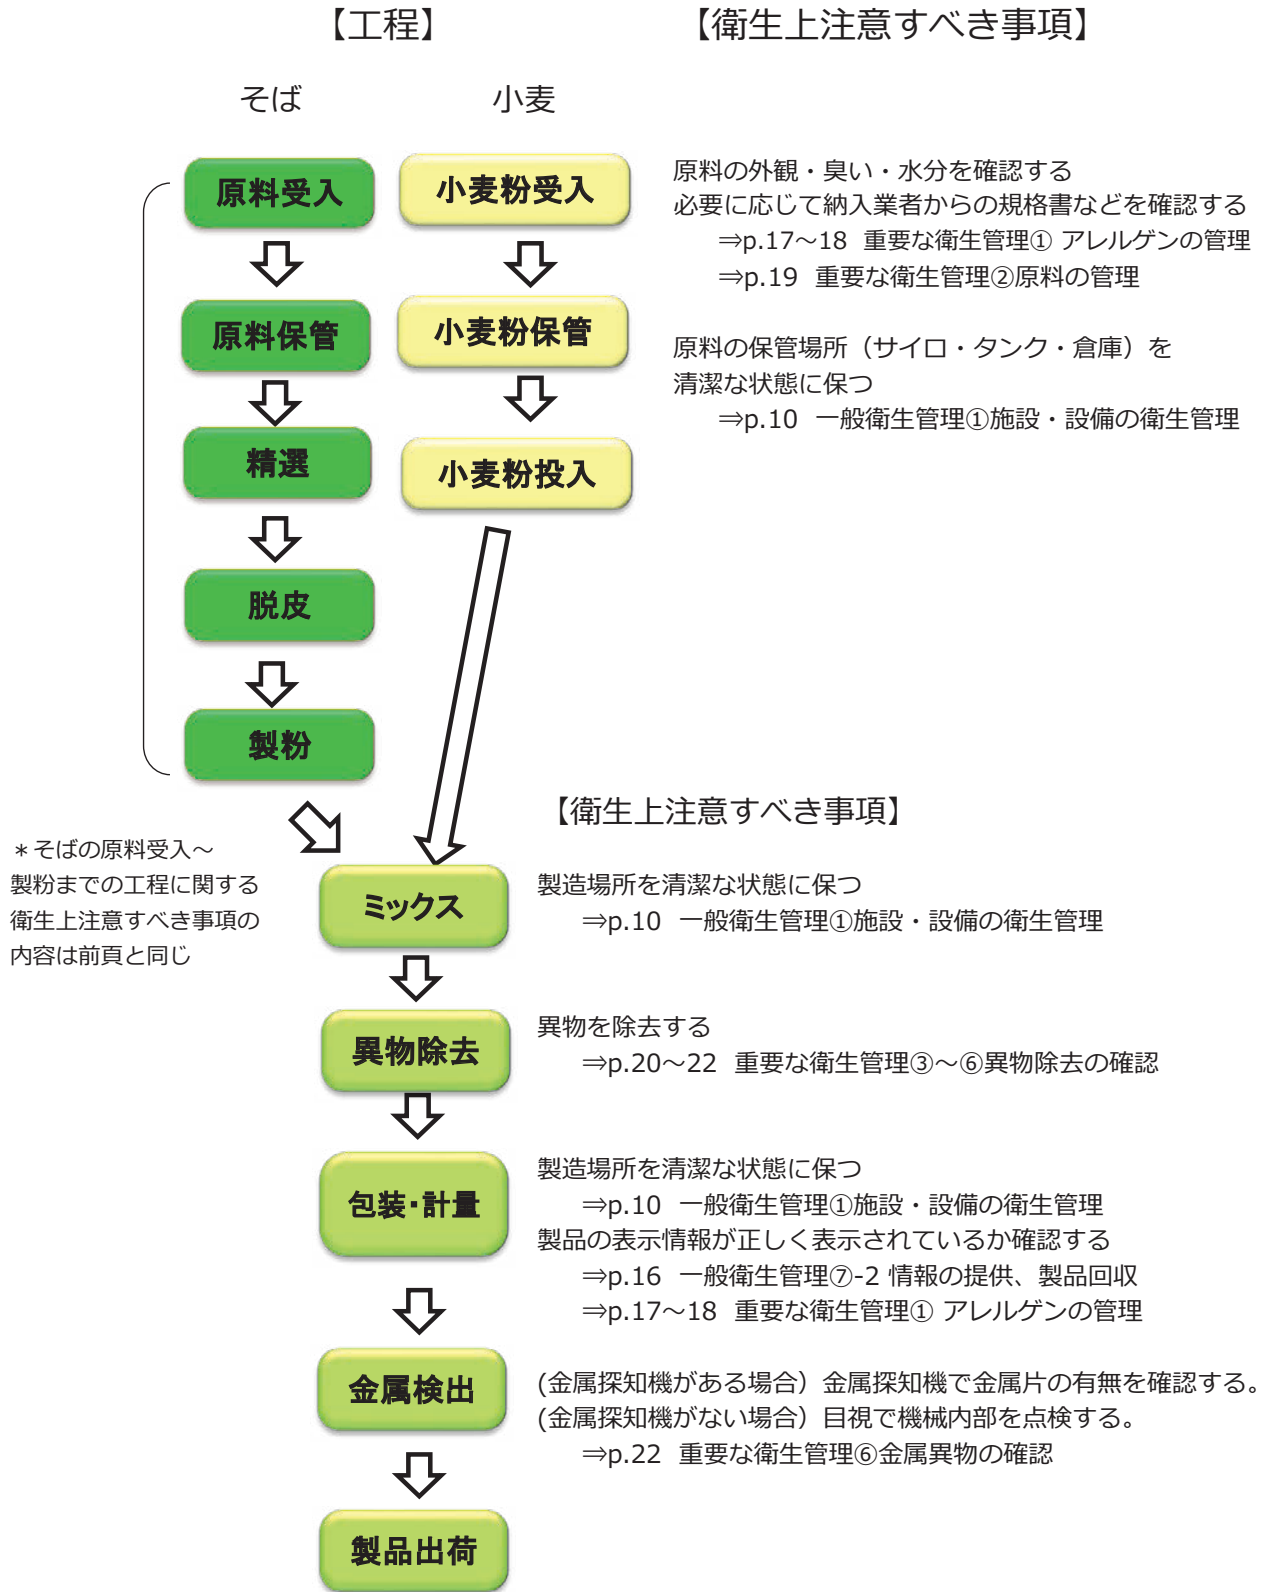 【工程】
【衛生上注意すべき事項】
そば
小麦
原料受入
小麦粉受入
原料の外観・臭い・水分を確認する
必要に応じて納入業者からの規格書などを確認する
⇒p.17～18 重要な衛生管理① アレルゲンの管理
⇒p.19 重要な衛生管理②原料の管理
原料保管
小麦粉保管
原料の保管場所（サイロ・タンク・倉庫）を
清潔な状態に保つ
⇒p.10 一般衛生管理①施設・設備の衛生管理
精選
小麦粉投入
脱皮
製粉
【衛生上注意すべき事項】
＊そばの原料受入～
製粉までの工程に関する
衛生上注意すべき事項の
内容は前頁と同じ
ミックス
製造場所を清潔な状態に保つ
⇒p.10 一般衛生管理①施設・設備の衛生管理
異物除去
異物を除去する
⇒p.20～22 重要な衛生管理③～⑥異物除去の確認
包装・計量
製造場所を清潔な状態に保つ
⇒p.10 一般衛生管理①施設・設備の衛生管理
製品の表示情報が正しく表示されているか確認する
⇒p.16 一般衛生管理⑦-2 情報の提供、製品回収
⇒p.17～18 重要な衛生管理① アレルゲンの管理
金属検出
(金属探知機がある場合）金属探知機で金属片の有無を確認する。
(金属探知機がない場合）目視で機械内部を点検する。
⇒p.22 重要な衛生管理⑥金属異物の確認
製品出荷